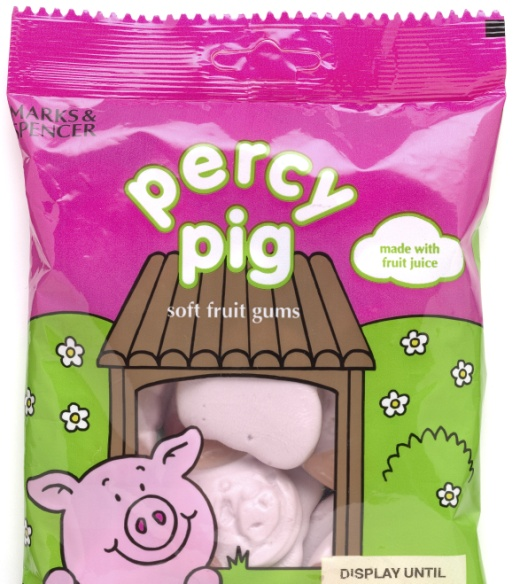 MARKS &
SPENCER
percy
pig
made with
fruit juice
soft fruit gums
DISPLAY UNTIL